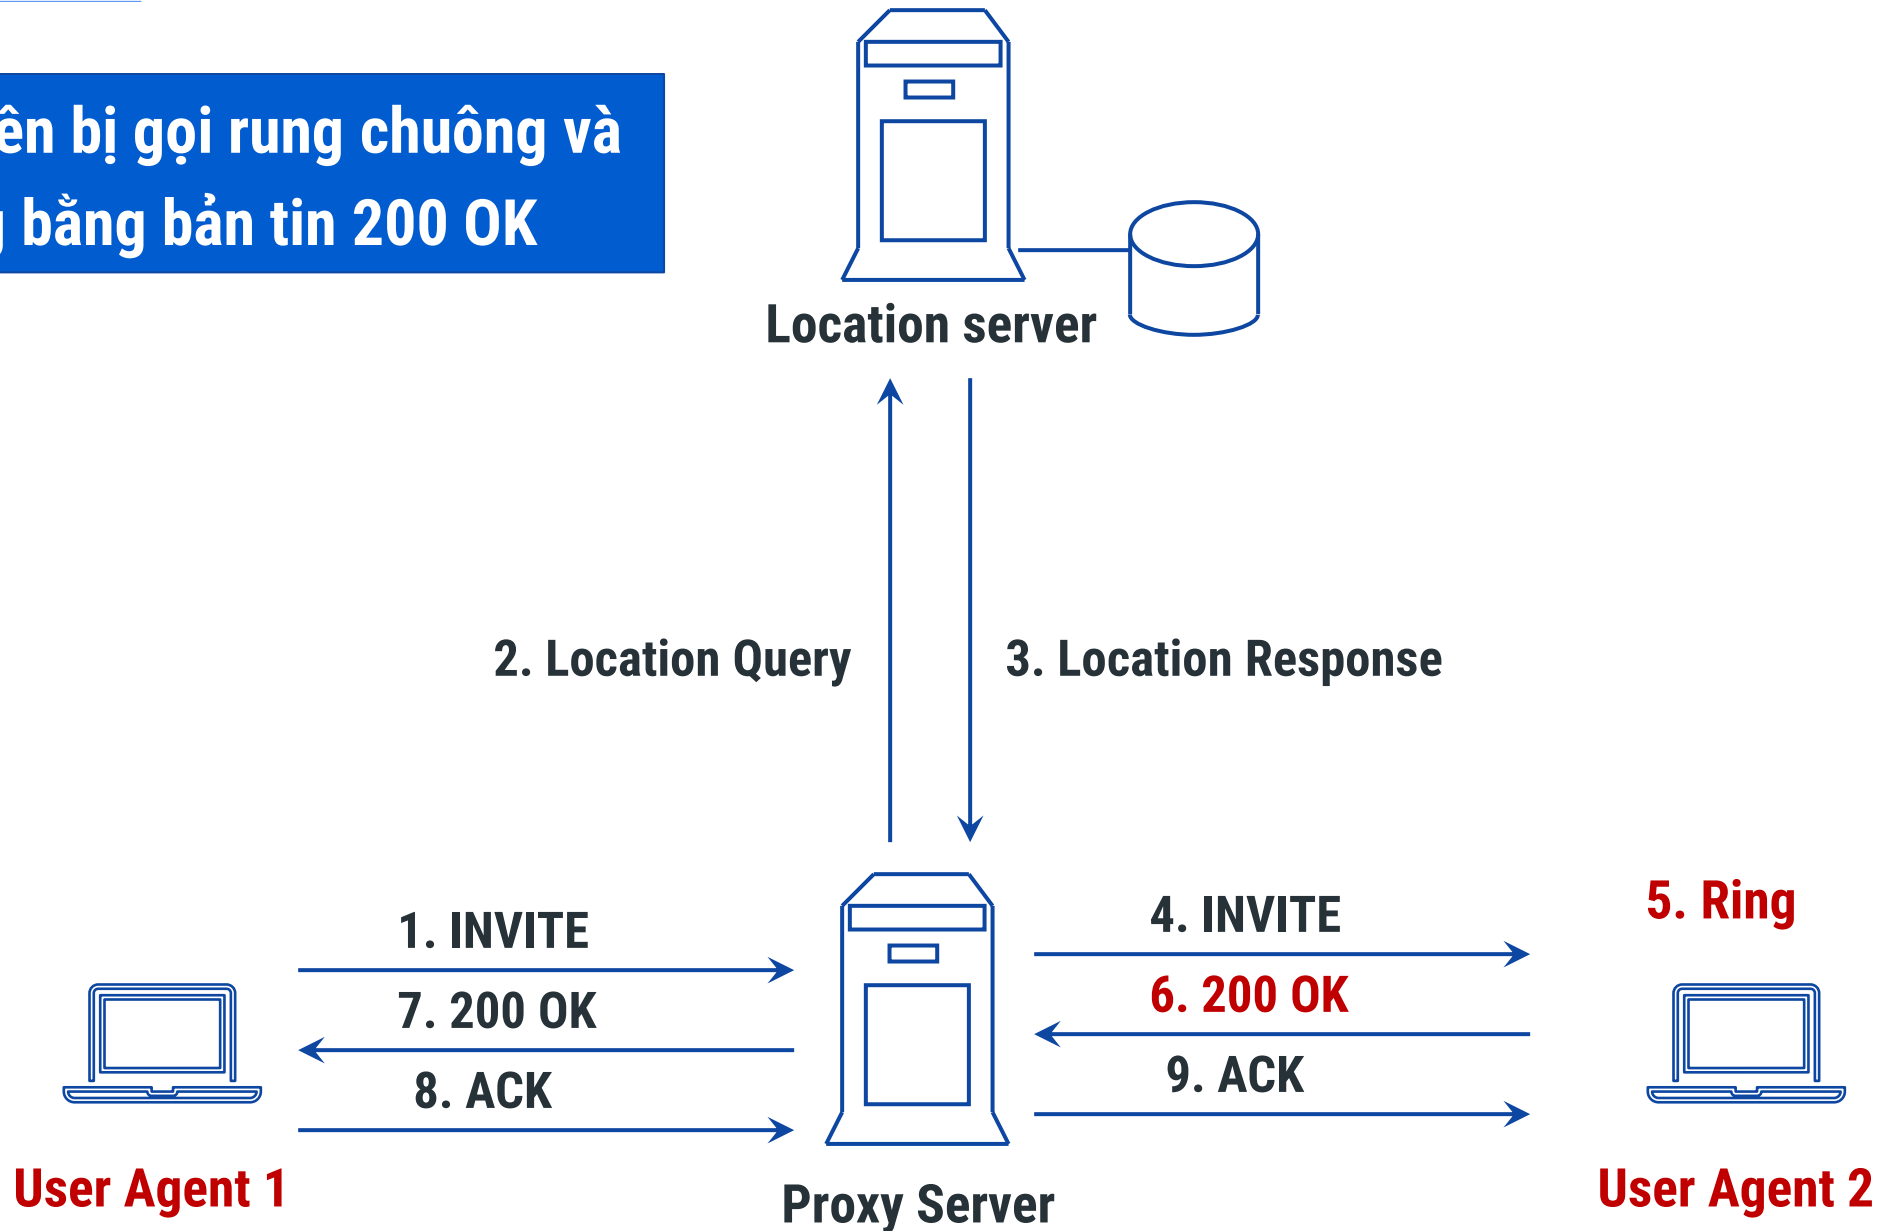 bị gọi rung chuông và
bằng bản tin 200 OK
Location server
2. Location Query
3. Location Response
5. Ring
1. INVITE
4. INVITE
7. 200 OK
6. 200 OK
8. ACK
9. ACK
User Agent 1
Proxy Server
User Agent 2